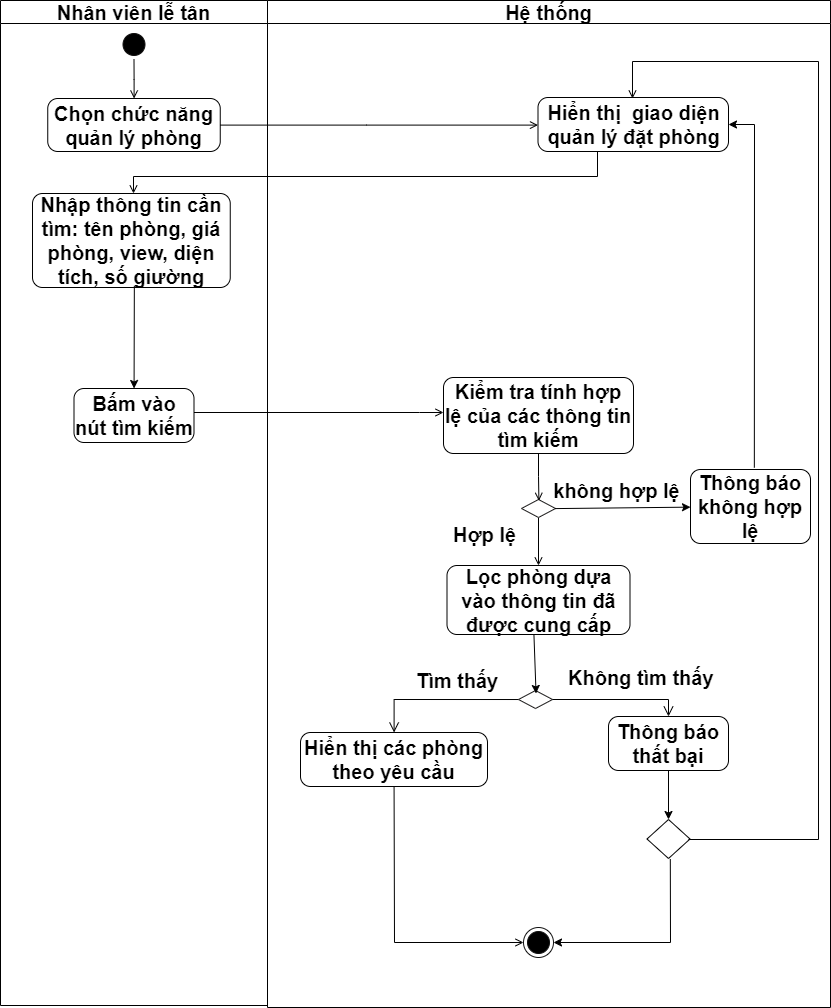 Nhân viên lễ tân
Hệ thống
Chọn chức năng
quản lý phòng
Hiển thị giao diện
quản lý đặt phòng
Nhập thông tin cần
tìm: tên phòng, giá
phòng, view, diện
tích, số giường
Bấm vào
nút tìm kiếm
Kiểm tra tính hợp
lệ của các thông tin
tìm kiếm
không hợp lệ
Thông báo
không hợp
lệ
Hợp lệ
Lọc phòng dựa
vào thông tin đã
được cung cấp
Tìm thấy
Không tìm thấy
Hiển thị các phòng
theo yêu cầu
Thông báo
thất bại